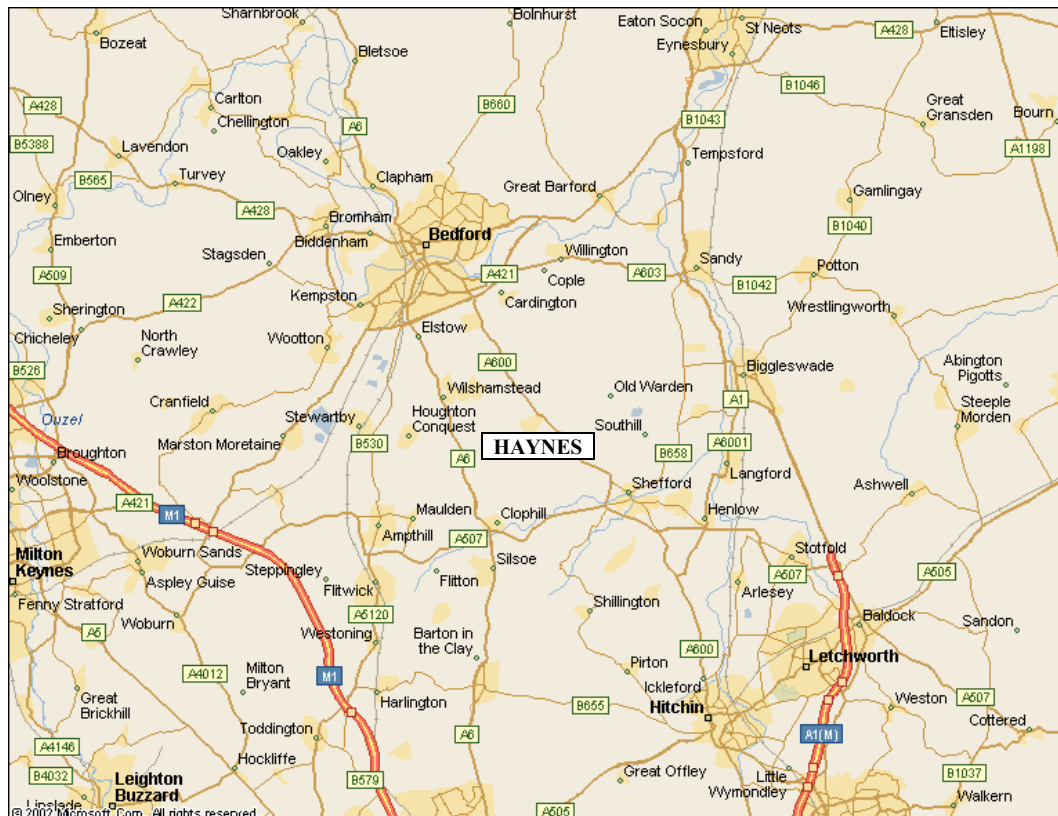 Sharnbrook
Bolnhurst
Eaton Socon
St Neots
A428
Eltisley
Bozeat
Bletsoe
Eynesbury
B1046
A428
Carlton
B660
Great
Gransden
Bourn
Chellington
A6
B1043
B5388
Lavendon
Oakley
Tempsford
A1198
B565
Turvey
Clapham
Great Barford
Gamlingay
Olney
A428
Bromham
B1040
Emberton
Biddenham
Bedford
Stagsden
Willington
Sandy
A509
A421
Cople
A603
Potton
Kempston
Cardington
B1042
Sherington
A422
Wrestlingworth
Chicheley
North
Crawley
Wootton
Elstow
B526
A600
Biggleswade
Abington
Pigotts
Wilshamstead
Old Warden
Cranfield
A1
Steeple
Morden
Ouzel
Stewartby
Houghton
Conquest
Southill
Marston Moretaine
B530
HAYNES
A6001
Broughton
A6
B658
Langford
Woolstone
Shefford
Ashwell
A421
M1
Maulden
Clophill
Henlow
Ampthill
A507
Milton
Keynes
Woburn Sands
Stotfold
Aspley Guise
Steppingley
Flitwick
Flitton
Silsoe
A507
A505
Arlesey
Fenny Stratford
Woburn
A5120
Shillington
Baldock
Sandon
A5
Westoning
Barton in
the Clay
A600
Letchworth
A4012
Milton
Bryant
M1
Pirton
Ickleford
Great
Brickhill
Harlington
B655
Hitchin
Weston
A507
Toddington
A6
A1(M)
Cottered
A4146
Hockliffe
B4032
Leighton
Buzzard
B579
Great Offley
Little
Wymondley
B1037
Linslade
A505
Walkern
© 2002 Microsoft Corp. All rights reserved.